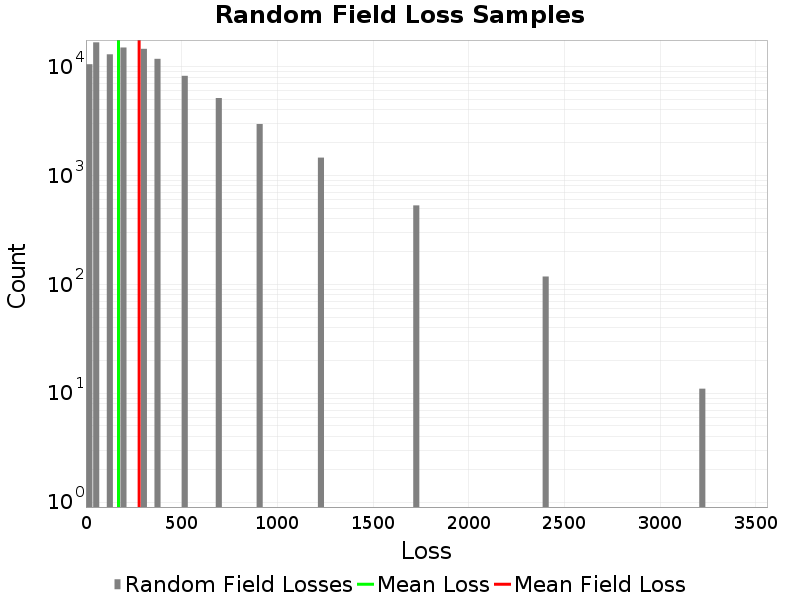 Random Field Loss Samples
Count
10^4
10^3
10^2
10^1
10^0
0 500 1000 1500 2000 2500 3000 3500
Loss
Random Field Losses Mean Loss Mean Field Loss